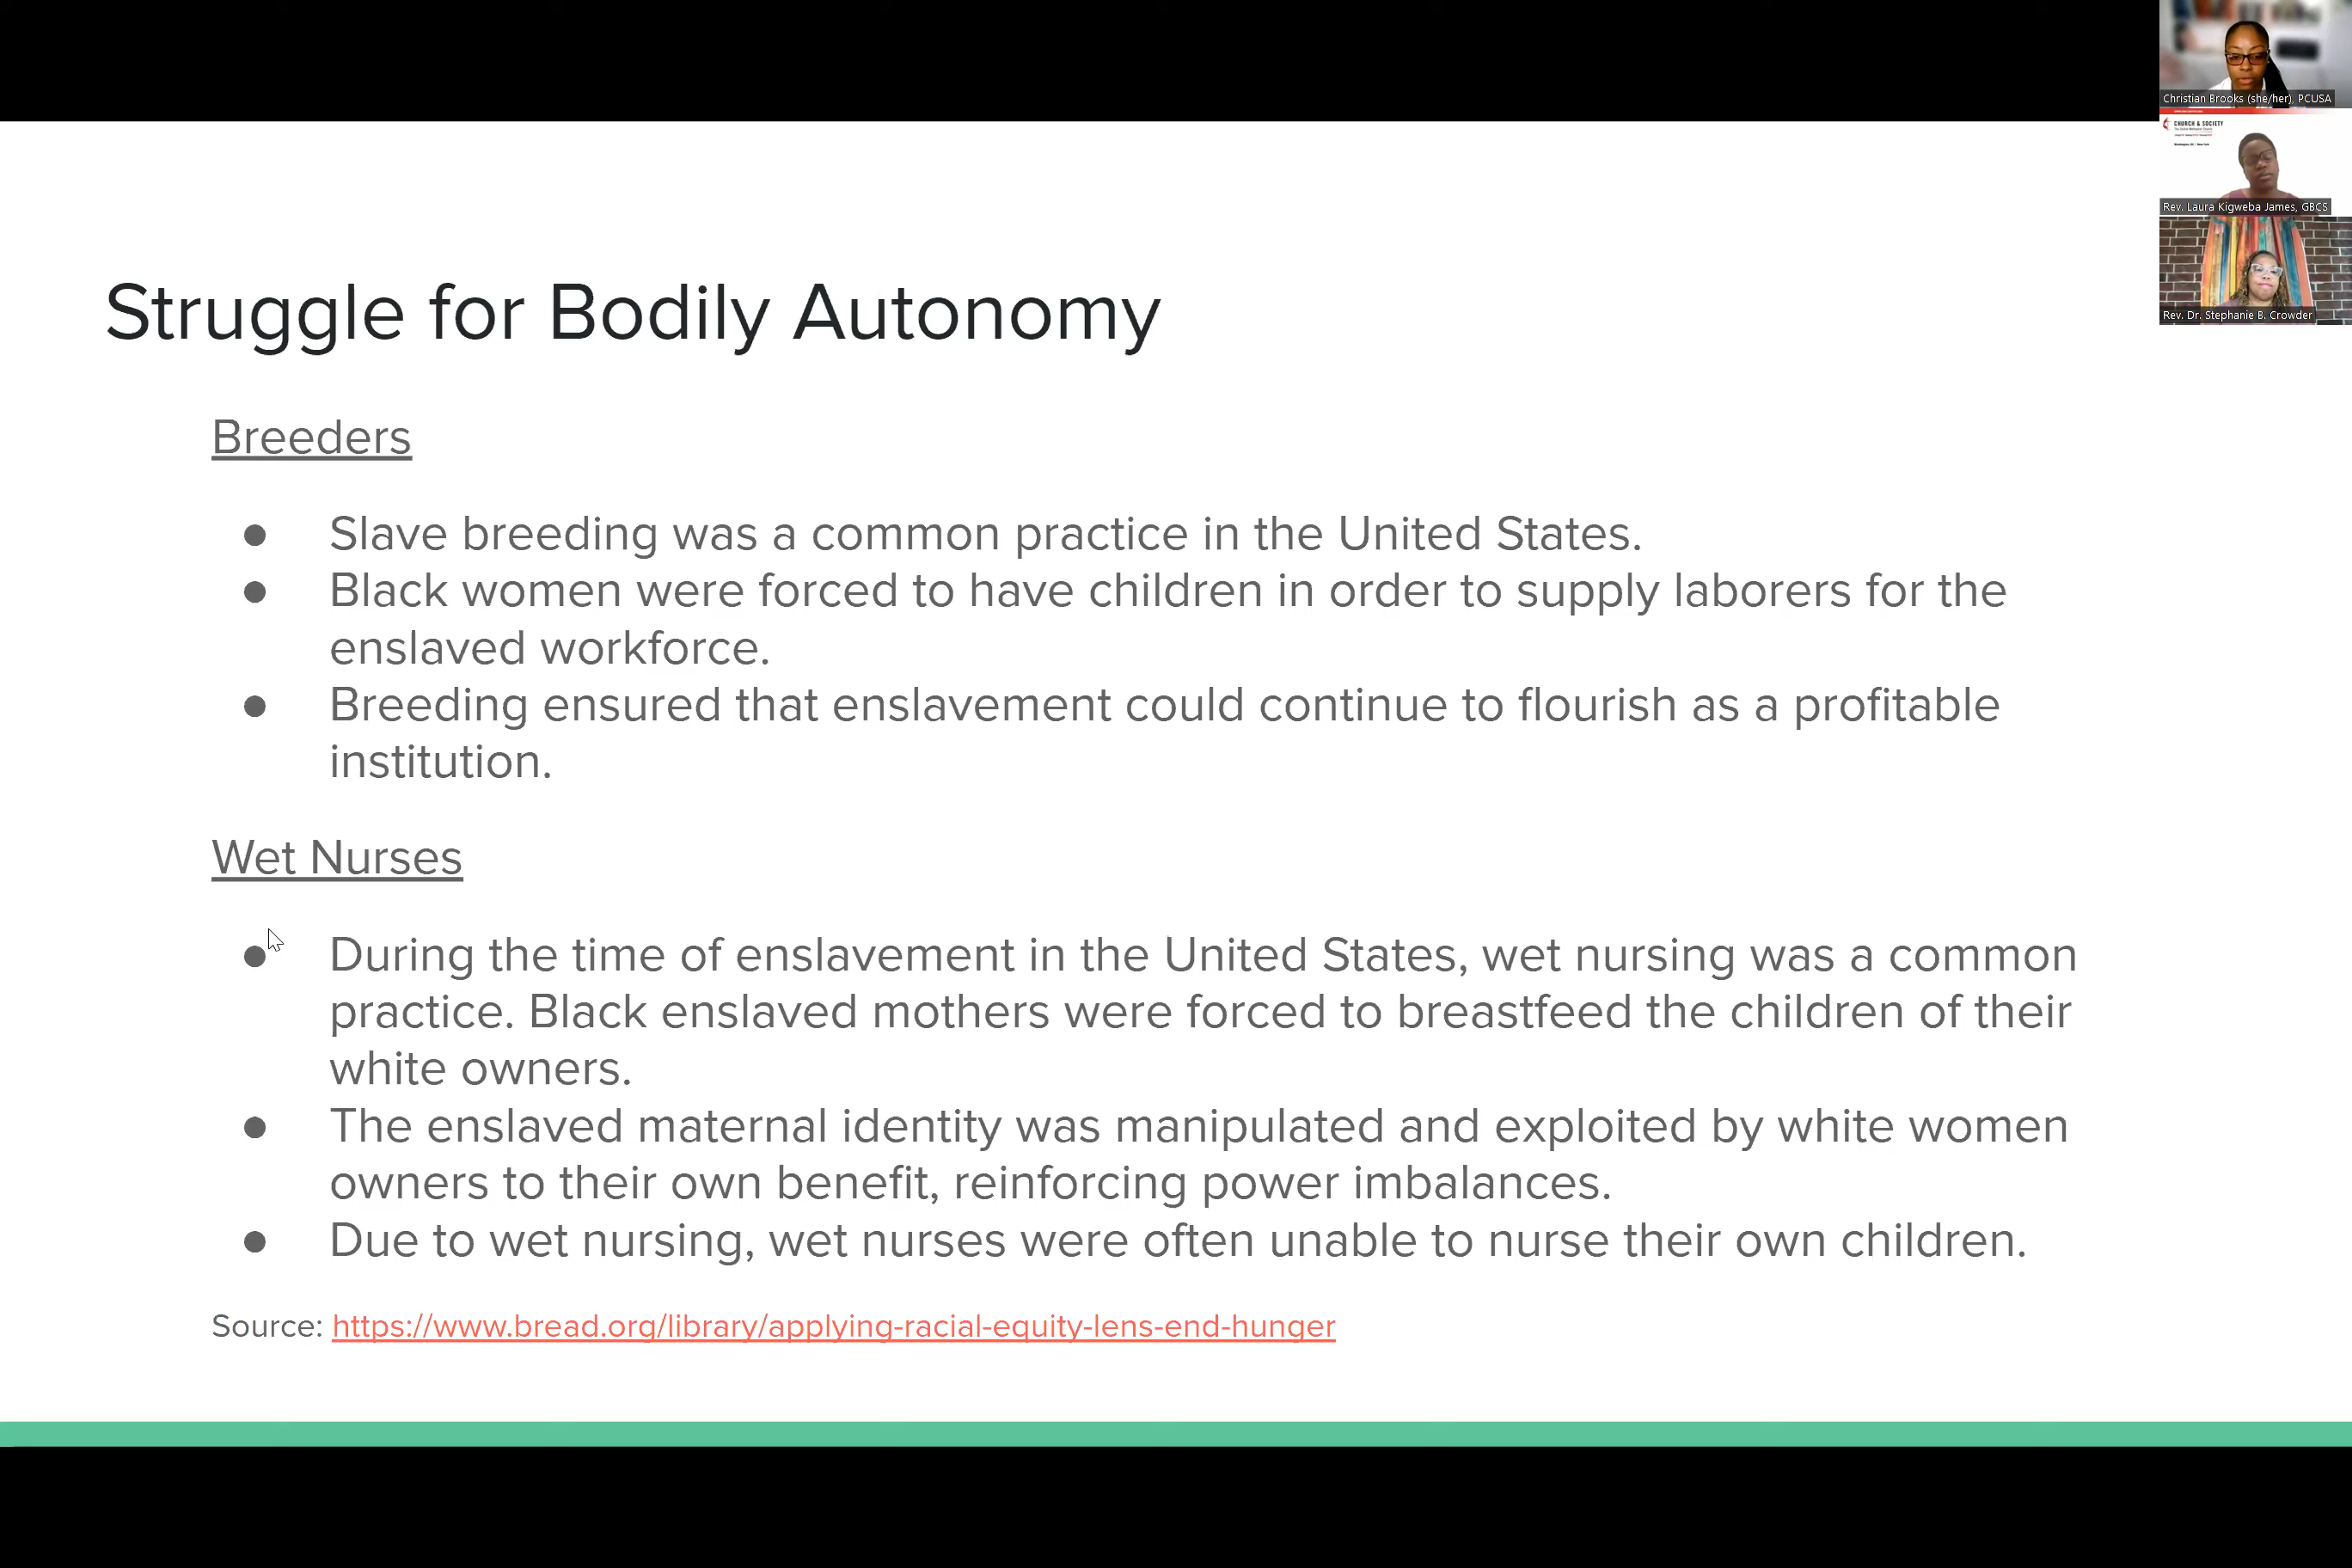 Struggle for Bodily Autonomy
Breeders
● Slave breeding was a common practice in the United States.
● Black women were forced to have children in order to supply laborers for the
enslaved workforce.
● Breeding ensured that enslavement could continue to flourish as a profitable
institution.
Wet Nurses
● During the time of enslavement in the United States, wet nursing was a common
practice. Black enslaved mothers were forced to breastfeed the children of their
white owners.
● The enslaved maternal identity was manipulated and exploited by white women
owners to their own benefit, reinforcing power imbalances.
● Due to wet nursing, wet nurses were often unable to nurse their own children.
Source: https://www.bread.org/library/applying-racial-equity-lens-end-hunger
Christian Brooks (she/her), PCUSA
CHURCH & SOCIETY
Rev. Laura Kigweba James, GBCS
Rev. Dr. Stephanie B. Crowder